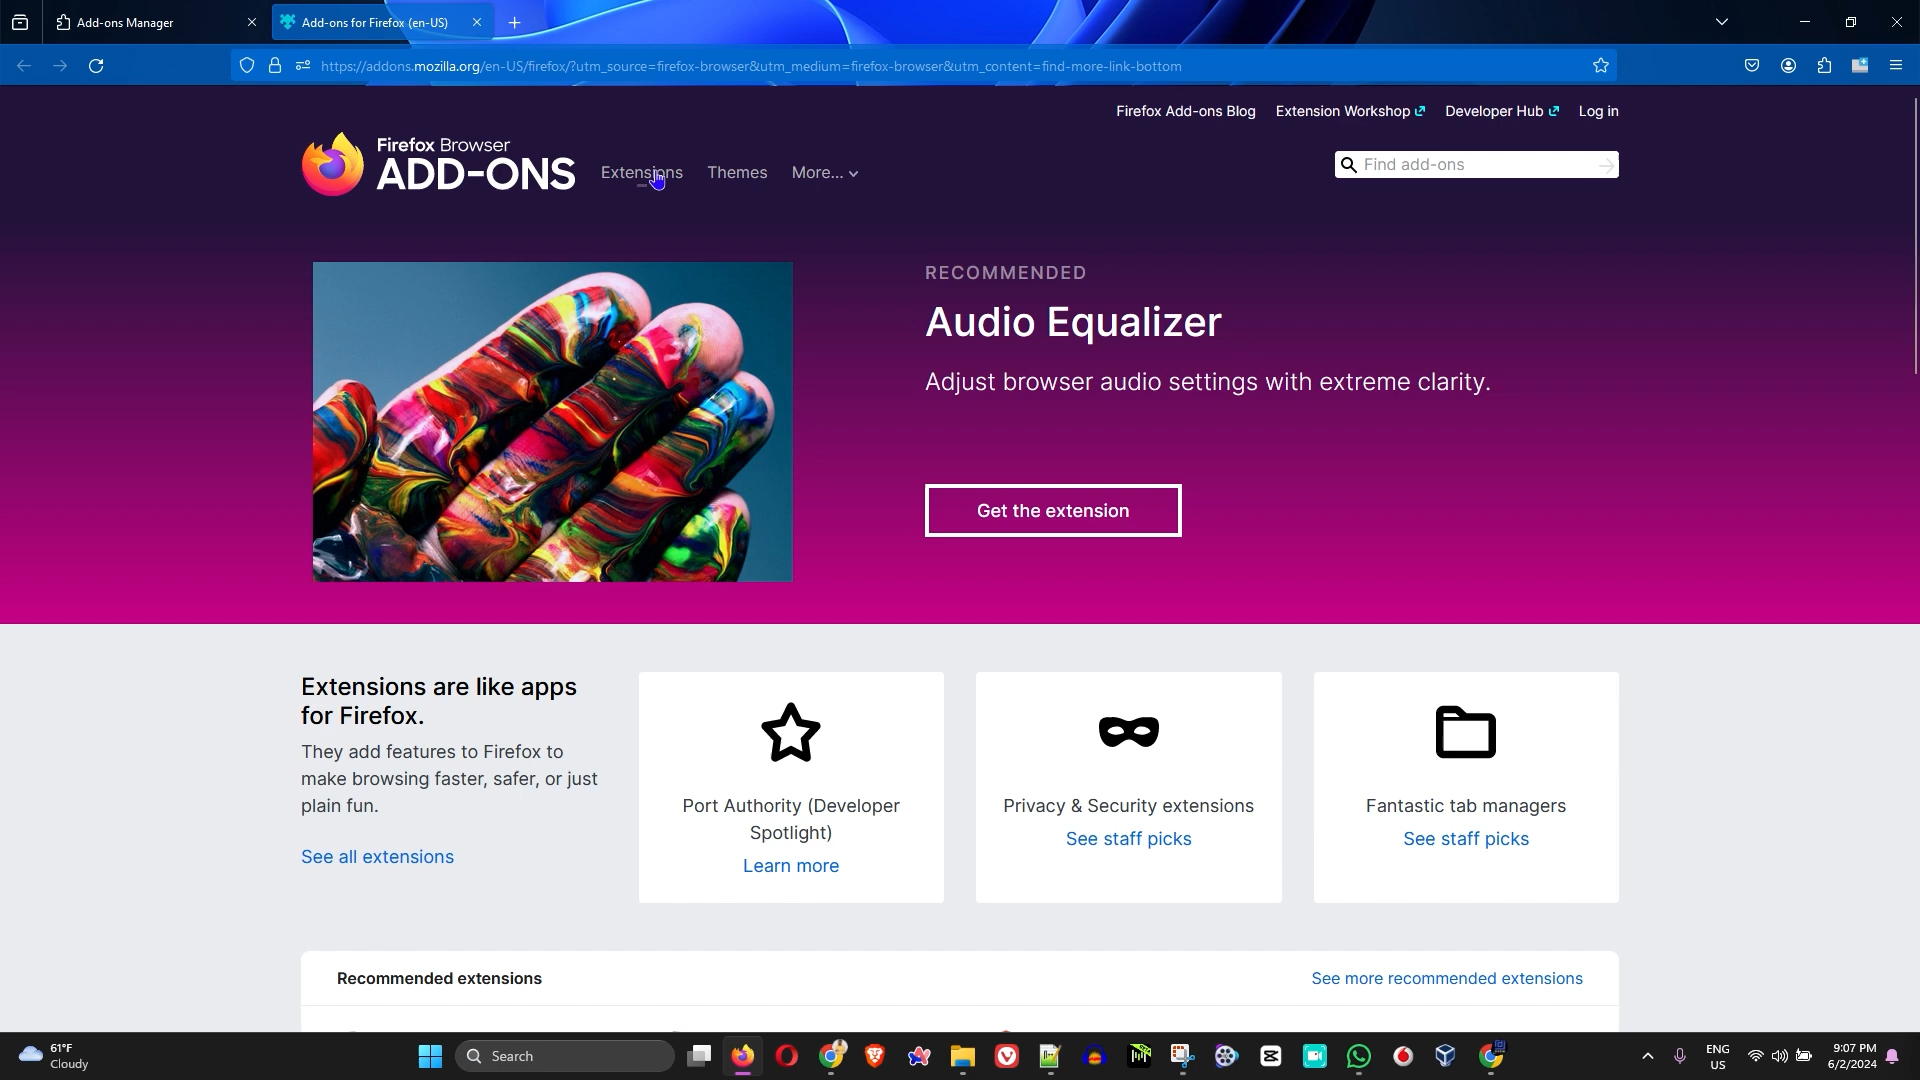 Add-ons Manager
Add-ons for Firefox (en-US)
https://addons.mozilla.org/en-US/firefox/?utm_source=firefox-browser&utm_medium=firefox-browser&utm_content=find-more-link-bottom
Firefox Add-ons Blog
Extension Workshop
Developer Hub
Log in
Firefox Browser
ADD-ONS
Extensions
Themes
More...
Find add-ons
RECOMMENDED
Audio Equalizer
Adjust browser audio settings with extreme clarity.
Get the extension
Extensions are like apps
for Firefox.
They add features to Firefox to
make browsing faster, safer, or just
plain fun.
See all extensions
Port Authority (Developer
Spotlight)
Learn more
Privacy & Security extensions
See staff picks
Fantastic tab managers
See staff picks
Recommended extensions
See more recommended extensions
61°F
Cloudy
Search
ENG
US
9:07 PM
6/2/2024